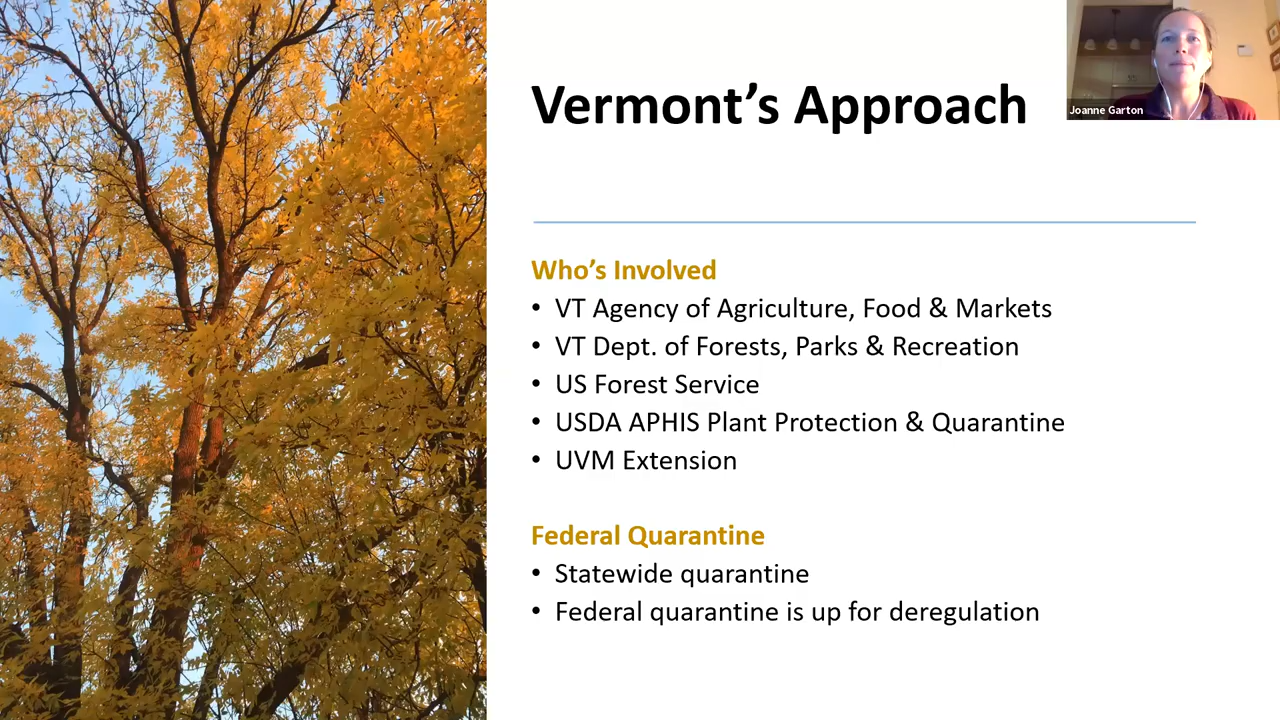 Vermont’s Approach
Joanne Garton
Who’s Involved
• VT Agency of Agriculture, Food & Markets
• VT Dept. of Forests, Parks & Recreation
• US Forest Service
• USDA APHIS Plant Protection & Quarantine
• UVM Extension
Federal Quarantine
• Statewide quarantine
• Federal quarantine is up for deregulation